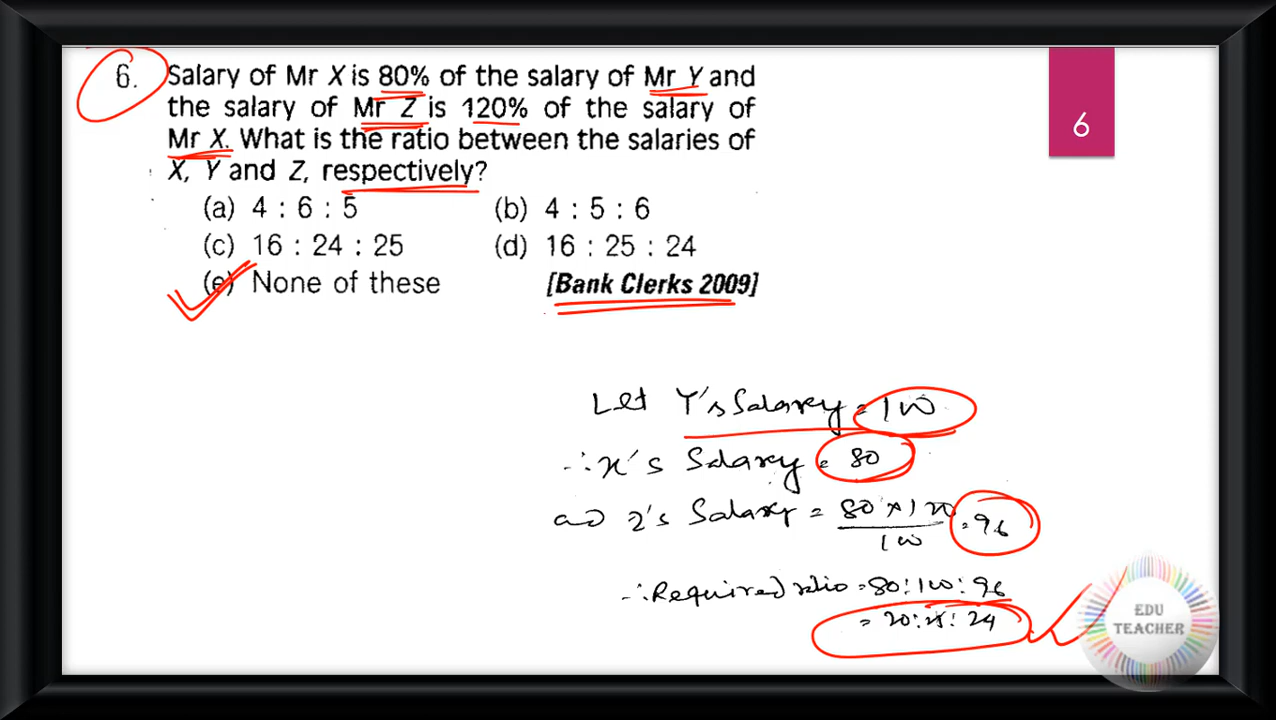 6. Salary of Mr X is 80% of the salary of Mr Y and
the salary of Mr Z is 120% of the salary of
Mr X. What is the ratio between the salaries of
X, Y and Z, respectively?
(a) 4 : 6 : 5 (b) 4 : 5 : 6
(c) 16 : 24 : 25 (d) 16 : 25 : 24
(e) None of these [Bank Clerks 2009]
6
Let Y's Salary = 100
∴ x's Salary = 80
and z's Salary = 80 × 120 / 100 = 96
∴ Required ratio = 80 : 100 : 96
= 20 : 25 : 24
EDU
TEACHER